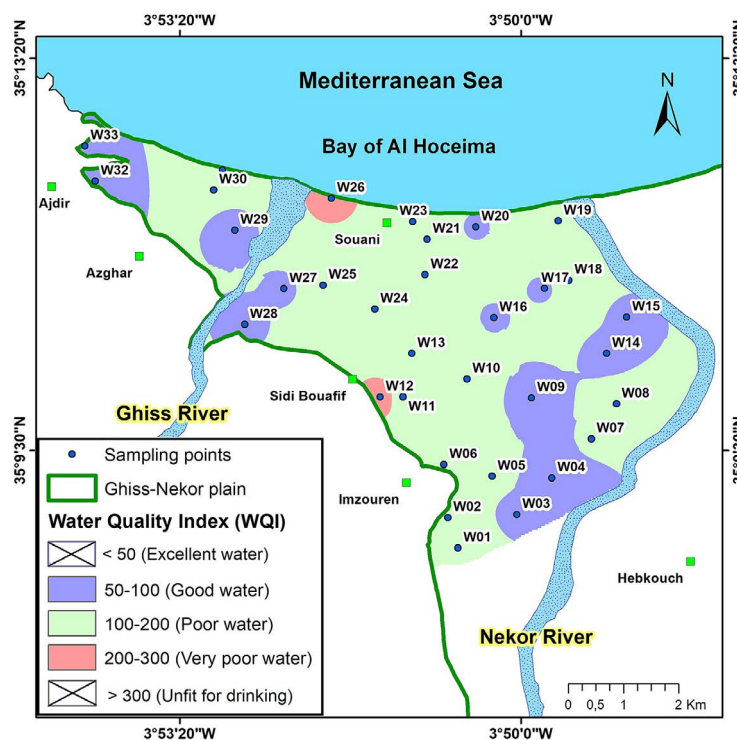 3°53'20"W
3°50'00"W
35°13'20"N
Mediterranean Sea
N
Bay of Al Hoceima
W33
W32
W30
W26
W23
W20
W19
Ajdir
W29
Souani
W21
Azghar
W22
W18
W27
W25
W17
W24
W16
W15
W28
W13
W14
W10
Sidi Bouafif
W12
W11
W09
W08
Ghiss River
W07
35°9'30"N
W06
W05
W04
Imzouren
W02
W03
W01
Hebkouch
Nekor River
Sampling points
Ghiss-Nekor plain
Water Quality Index (WQI)
< 50 (Excellent water)
50-100 (Good water)
100-200 (Poor water)
200-300 (Very poor water)
> 300 (Unfit for drinking)
0 0,5 1 2 Km
3°53'20"W
3°50'00"W